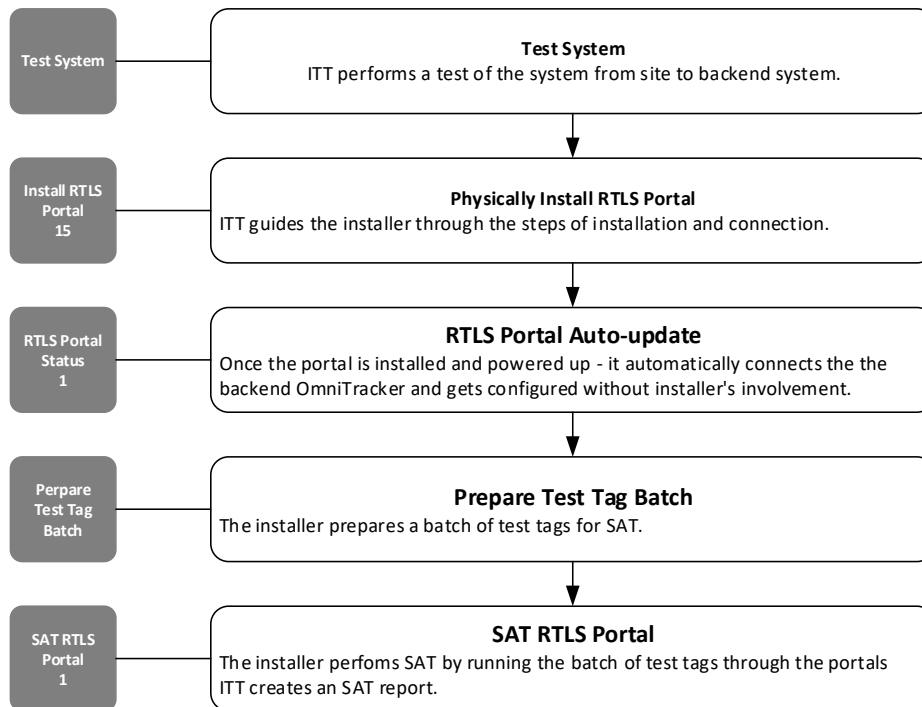 Test System
Test System
ITT performs a test of the system from site to backend system.
Install RTLS
Portal
15
Physically Install RTLS Portal
ITT guides the installer through the steps of installation and connection.
RTLS Portal
Status
1
RTLS Portal Auto-update
Once the portal is installed and powered up - it automatically connects the the
backend OmniTracker and gets configured without installer's involvement.
Perpare
Test Tag
Batch
Prepare Test Tag Batch
The installer prepares a batch of test tags for SAT.
SAT RTLS
Portal
1
SAT RTLS Portal
The installer perfoms SAT by running the batch of test tags through the portals
ITT creates an SAT report.